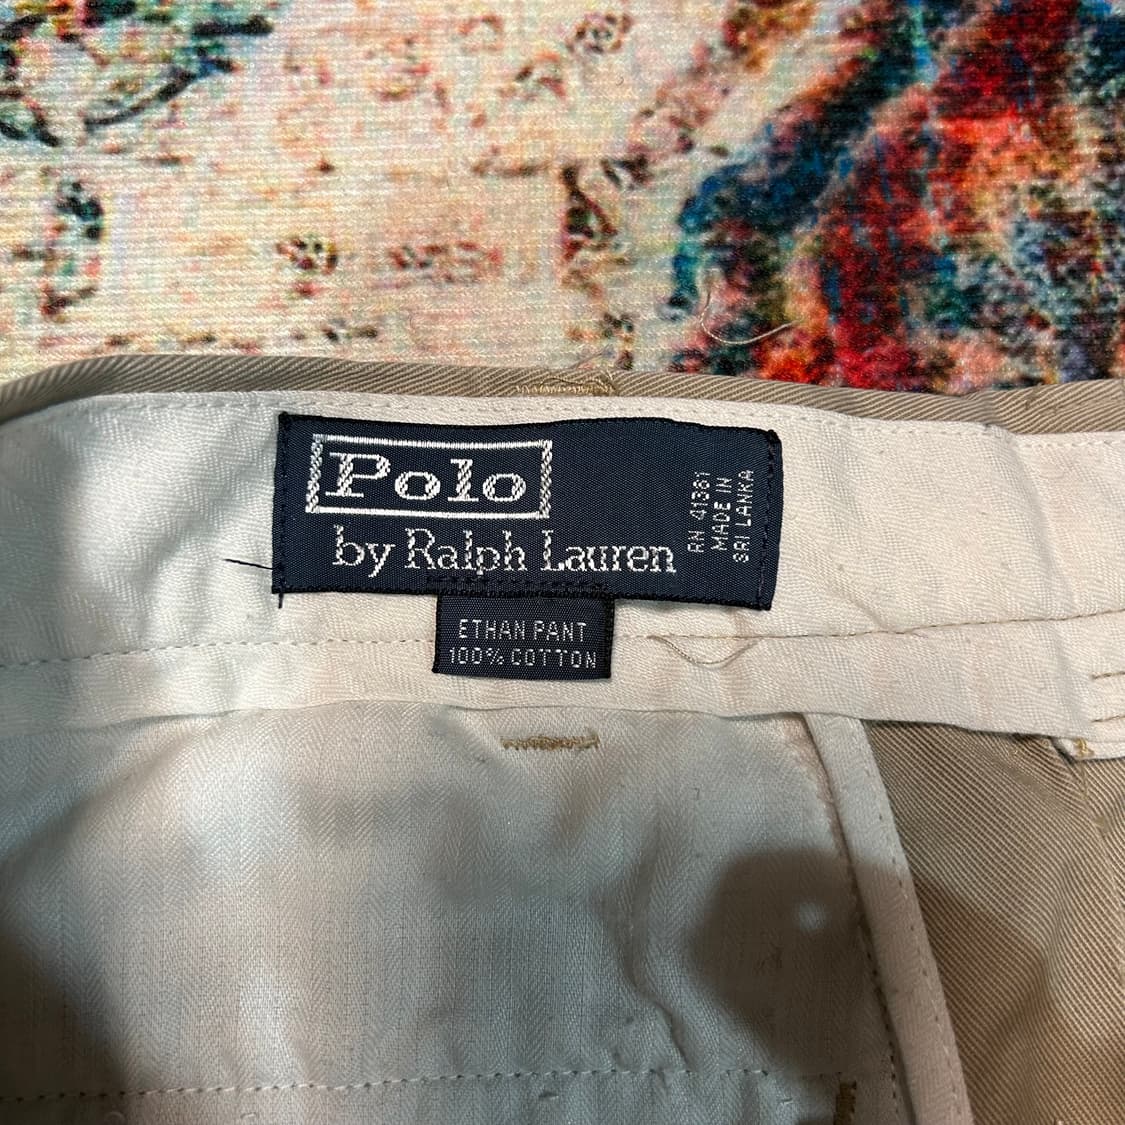 Polo
by Ralph Lauren
RN 41381
MADE IN
SRI LANKA
ETHAN PANT
100% COTTON